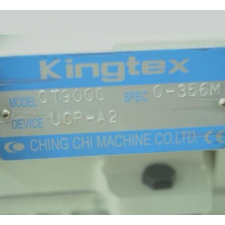 Kingtex
MODEL CT9000 SPEC 0-356M
DEVICE UCP-A2
CHING CHI MACHINE CO.LTD. CE